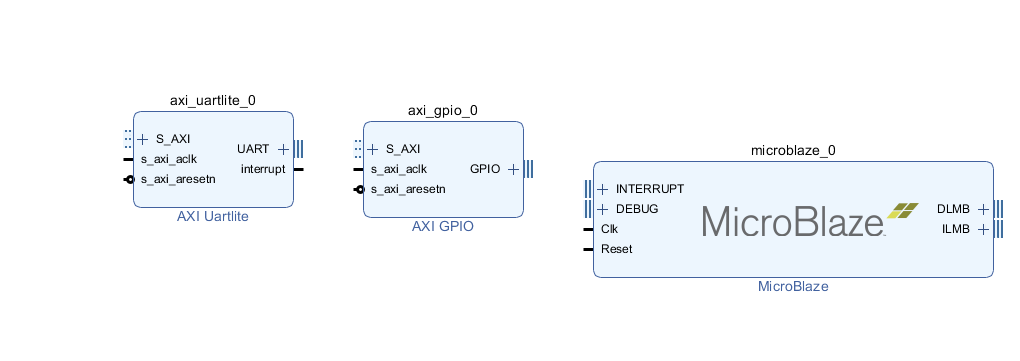 axi_uartlite_0
S_AXI
s_axi_aclk
s_axi_aresetn
UART
interrupt
AXI Uartlite
axi_gpio_0
S_AXI
s_axi_aclk
s_axi_aresetn
GPIO
AXI GPIO
microblaze_0
INTERRUPT
DEBUG
Clk
Reset
MicroBlaze
DLMB
ILMB
MicroBlaze